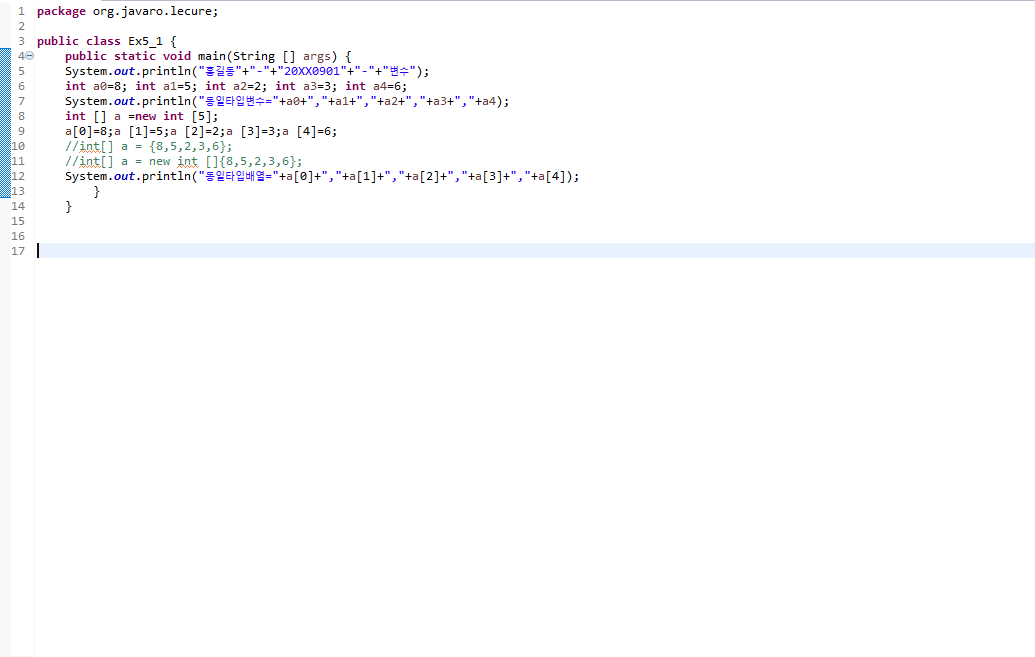 1 package org.javaro.lecure;
2
3 public class Ex5_1 {
4 public static void main(String [] args) {
5 System.out.println("홍길동"+"-"+"20XX0901"+"-"+"변수");
6 int a0=8; int a1=5; int a2=2; int a3=3; int a4=6;
7 System.out.println("동일타입변수="+a0+","+a1+","+a2+","+a3+","+a4);
8 int [] a =new int [5];
9 a[0]=8;a [1]=5;a [2]=2;a [3]=3;a [4]=6;
10 //int[] a = {8,5,2,3,6};
11 //int[] a = new int []{8,5,2,3,6};
12 System.out.println("동일타입배열="+a[0]+","+a[1]+","+a[2]+","+a[3]+","+a[4]);
13 }
14 }
15
16
17